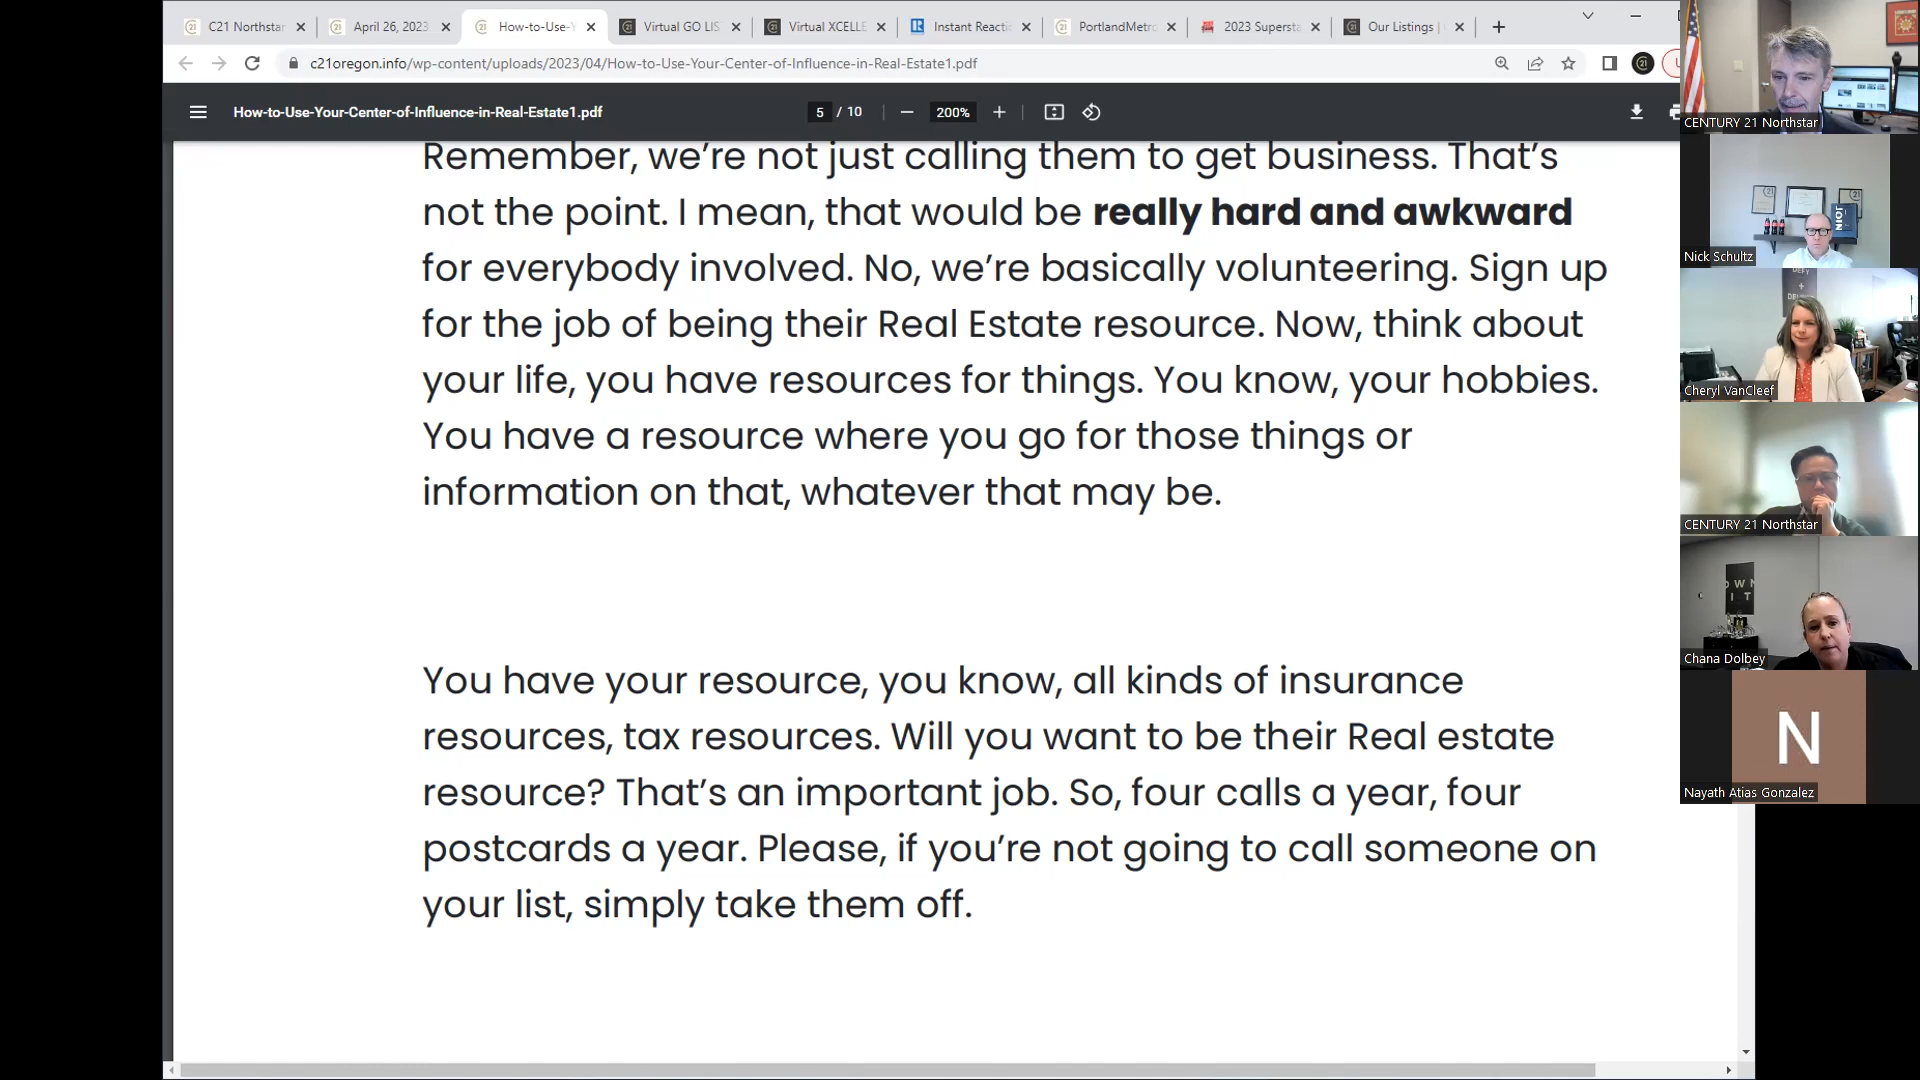 C21 Northstar
April 26, 2023
How-to-Use-Y
Virtual GO LIS
Virtual XCELLE
Instant Reacti
PortlandMetro
2023 Supersta
Our Listings |
c21oregon.info/wp-content/uploads/2023/04/How-to-Use-Your-Center-of-Influence-in-Real-Estate1.pdf
How-to-Use-Your-Center-of-Influence-in-Real-Estate1.pdf
5 / 10
200%
Remember, we're not just calling them to get business. That's
not the point. I mean, that would be really hard and awkward
for everybody involved. No, we're basically volunteering. Sign up
for the job of being their Real Estate resource. Now, think about
your life, you have resources for things. You know, your hobbies.
You have a resource where you go for those things or
information on that, whatever that may be.
You have your resource, you know, all kinds of insurance
resources, tax resources. Will you want to be their Real estate
resource? That's an important job. So, four calls a year, four
postcards a year. Please, if you're not going to call someone on
your list, simply take them off.
CENTURY 21 Northstar
JOIN
Nick Schultz
Cheryl VanCleef
CENTURY 21 Northstar
Chana Dolbey
N
Nayath Atias Gonzalez